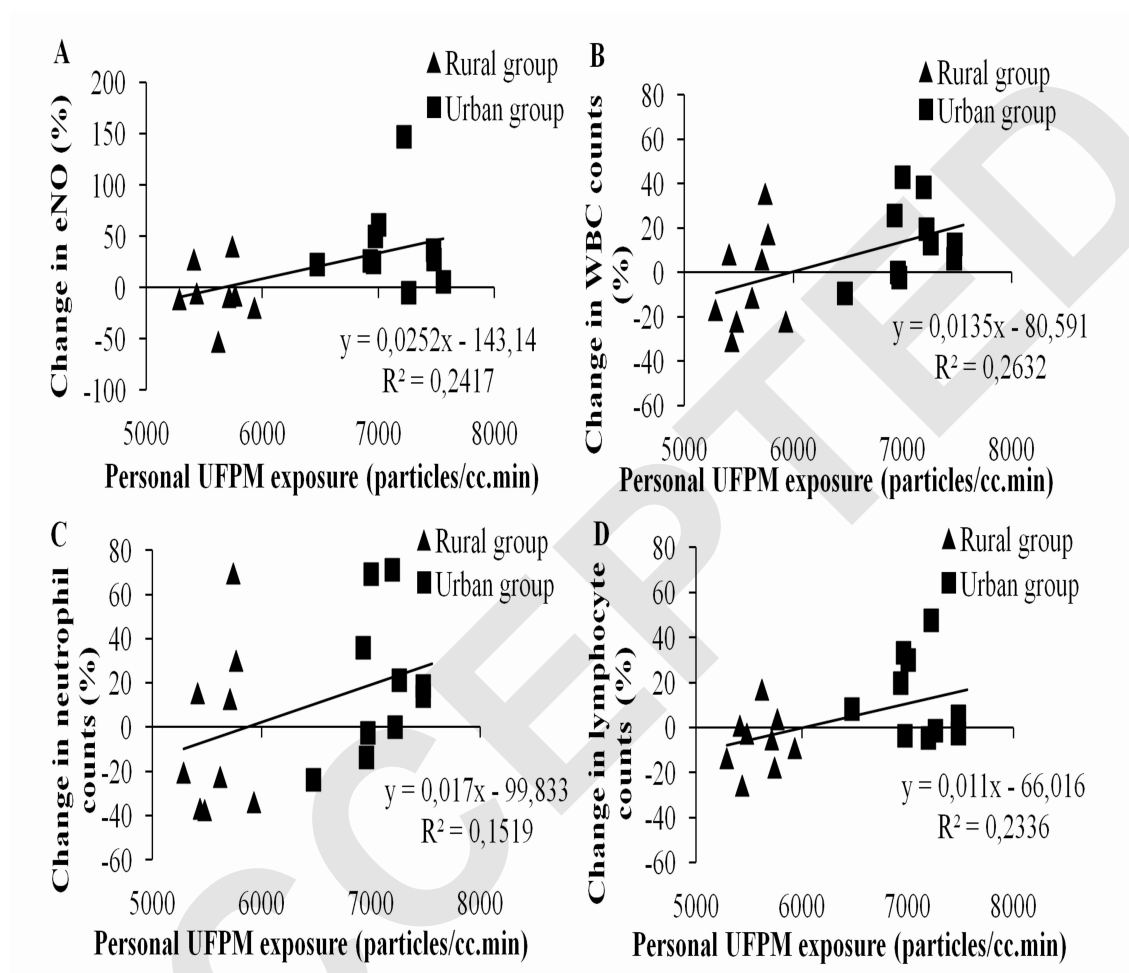 A
▲ Rural group
■ Urban group
Change in eNO (%)
200
150
100
50
0
-50
-100
y = 0,0252x - 143,14
R² = 0,2417
5000 6000 7000 8000
Personal UFPM exposure (particles/cc.min)
B
▲ Rural group
■ Urban group
Change in WBC counts
(%)
80
60
40
20
0
-20
-40
-60
y = 0,0135x - 80,591
R² = 0,2632
5000 6000 7000 8000
Personal UFPM exposure (particles/cc.min)
C
▲ Rural group
■ Urban group
Change in neutrophil
counts (%)
80
60
40
20
0
-20
-40
-60
y = 0,017x - 99,833
R² = 0,1519
5000 6000 7000 8000
Personal UFPM exposure (particles/cc.min)
D
▲ Rural group
■ Urban group
Change in lymphocyte
counts (%)
80
60
40
20
0
-20
-40
-60
y = 0,011x - 66,016
R² = 0,2336
5000 6000 7000 8000
Personal UFPM exposure (particles/cc.min)
CCEPTED